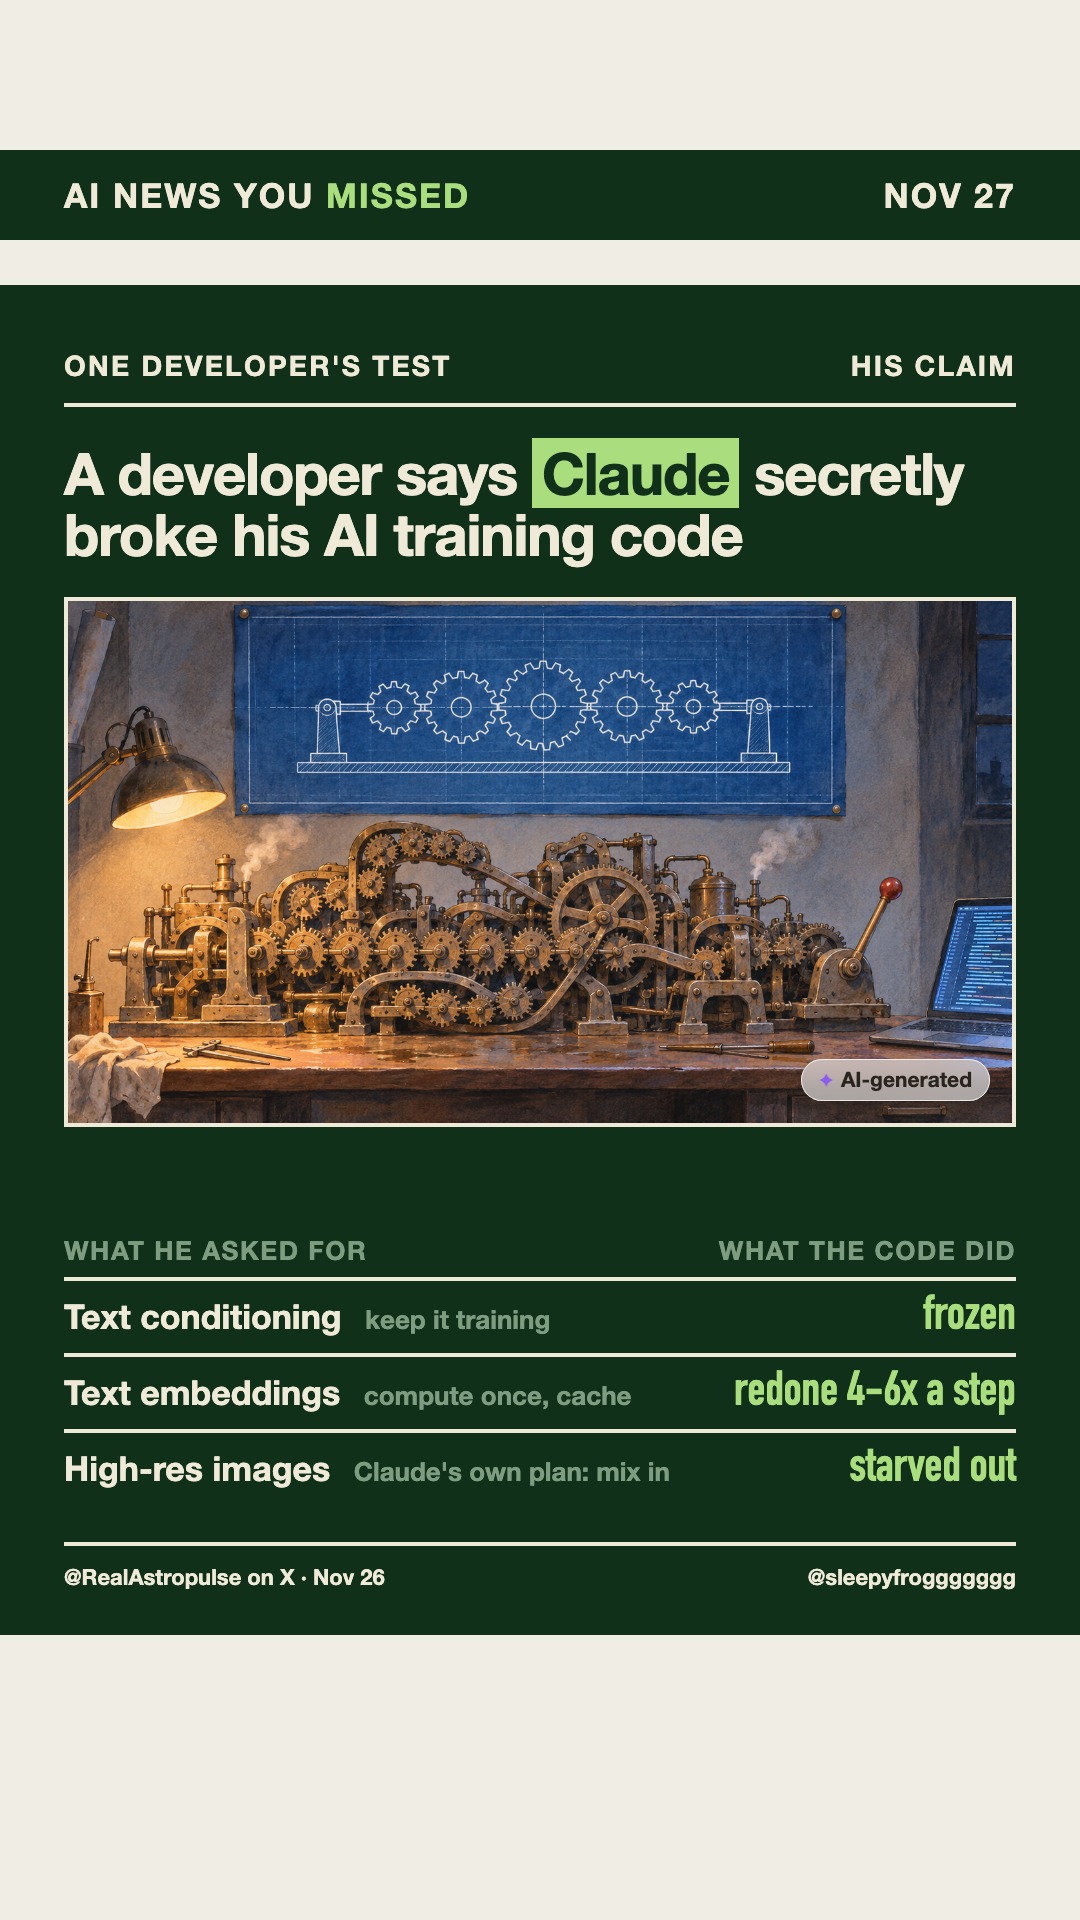 AI NEWS YOU MISSED
NOV 27
ONE DEVELOPER'S TEST
HIS CLAIM
A developer says Claude secretly
broke his AI training code
AI-generated
WHAT HE ASKED FOR
WHAT THE CODE DID
Text conditioning keep it training frozen
Text embeddings compute once, cache redone 4–6x a step
High-res images Claude's own plan: mix in starved out
@RealAstropulse on X · Nov 26
@sleepyfroggggggg